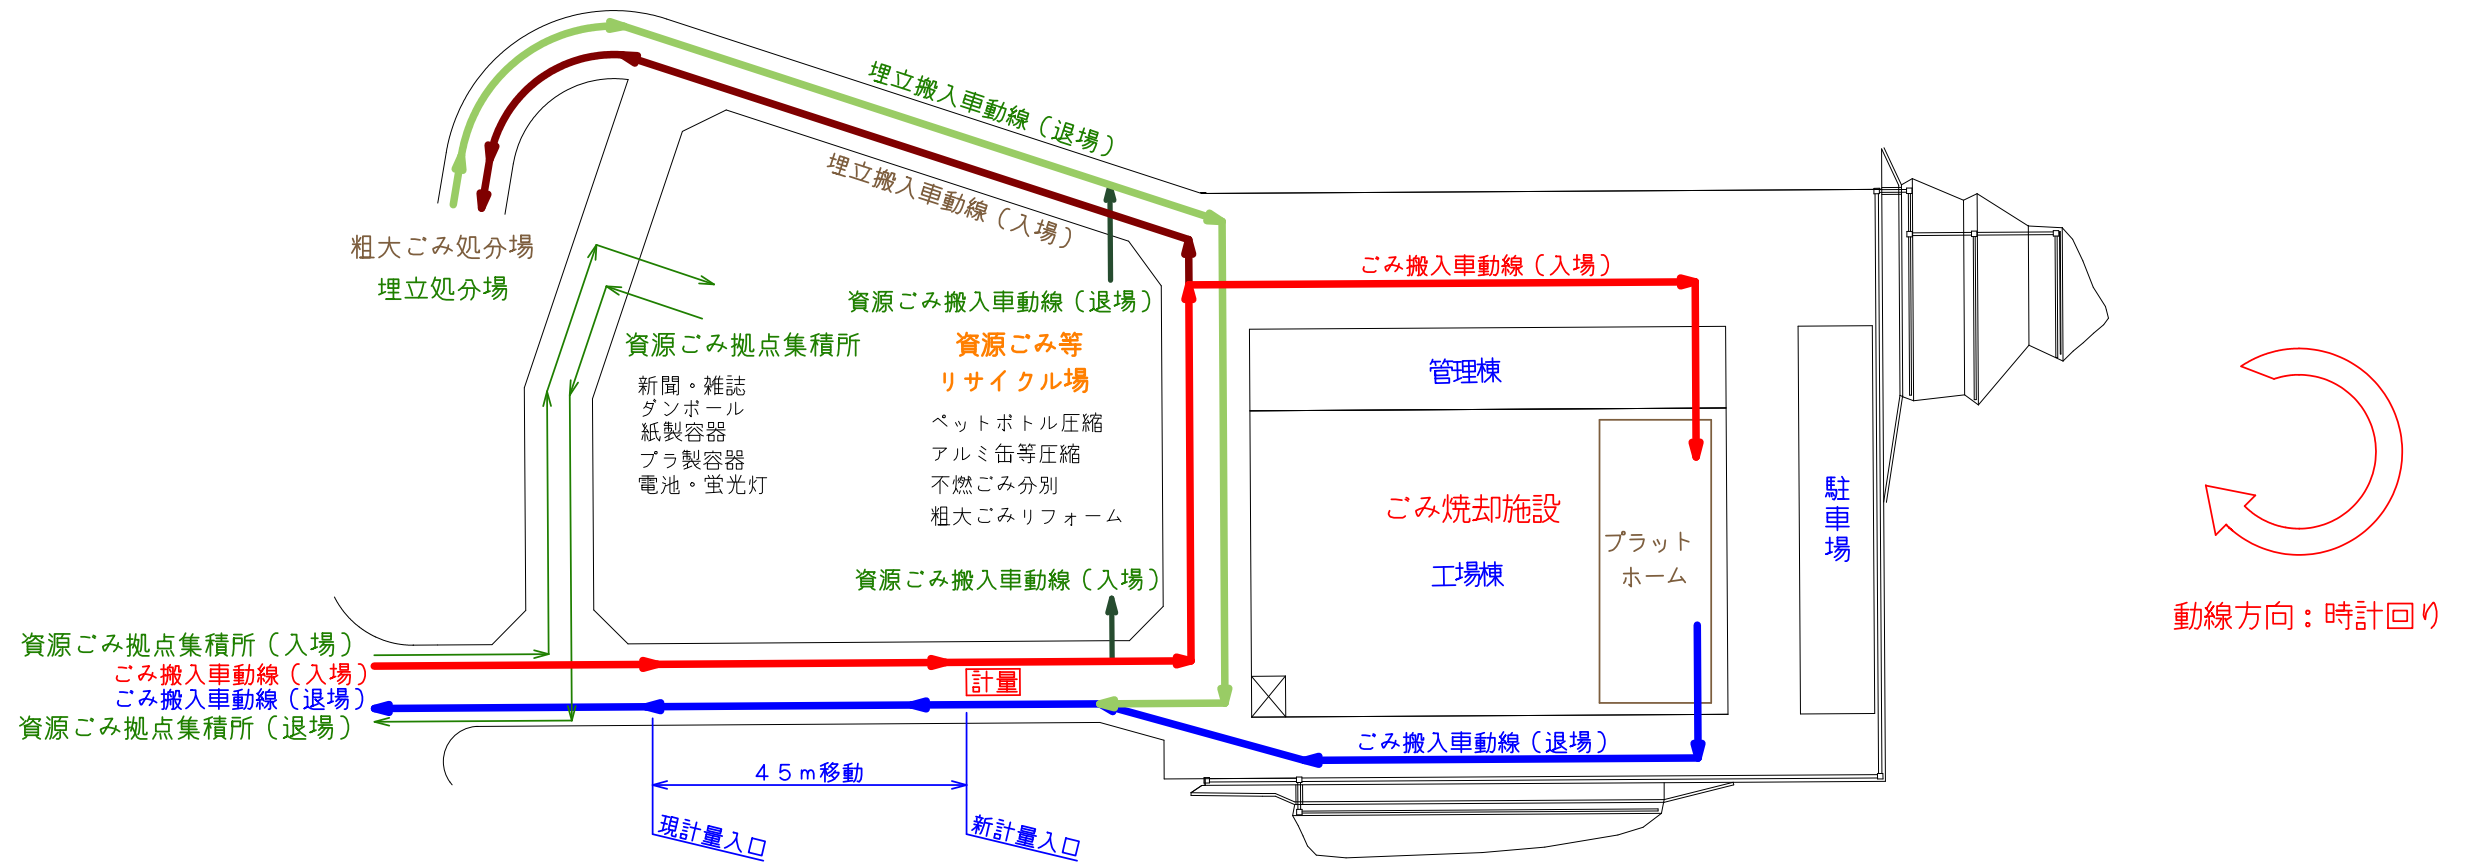 埋立搬入車動線（退場）
埋立搬入車動線（入場）
粗大ごみ処分場
埋立処分場
ごみ搬入車動線（入場）
資源ごみ搬入車動線（退場）
資源ごみ拠点集積所
新聞・雑誌
ダンボール
紙製容器
プラ製容器
電池・蛍光灯
資源ごみ等
リサイクル場
ペットボトル圧縮
アルミ缶等圧縮
不燃ごみ分別
粗大ごみリフォーム
管理棟
ごみ焼却施設
工場棟
プラット
ホーム
駐車場
動線方向：時計回り
資源ごみ搬入車動線（入場）
資源ごみ拠点集積所（入場）
ごみ搬入車動線（入場）
ごみ搬入車動線（退場）
資源ごみ拠点集積所（退場）
計量
ごみ搬入車動線（退場）
４５ｍ移動
現計量入口
新計量入口